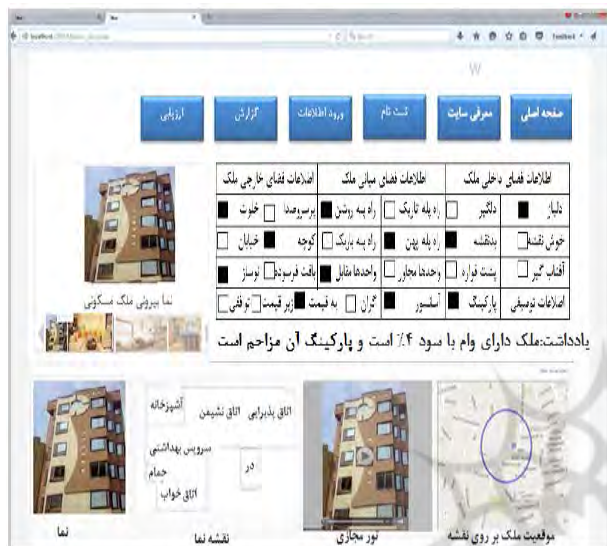 W
صفحه اصلی معرفی سایت ثبت نام ورود اطلاعات گزارش ارزیابی
اطلاعات فضای داخلی ملک اطلاعات فضای میانی ملک اطلاعات فضای خارجی ملک
دلباز دلگیر راه پله تاریک راه پله روشن پرسروصدا خلوت
خوش نقشه بدنقشه راه پله پهن راه پله باریک کوچه خیابان
آفتاب گیر پشت قواره واحدها مجاور واحدها مقابل بافت فرسوده نوساز
اطلاعات توصیفی پارکینگ آسانسور گران به قیمت زیر قیمت توافقی
نما بیرونی ملک مسکونی
یادداشت:ملک دارای وام با سود ۴٪ است و پارکینگ آن مزاحم است
اتاق پذیرایی اتاق نشیمن آشپزخانه
سرویس بهداشتی
حمام
در
اتاق خواب
موقعیت ملک بر روی نقشه تور مجازی نقشه نما نما